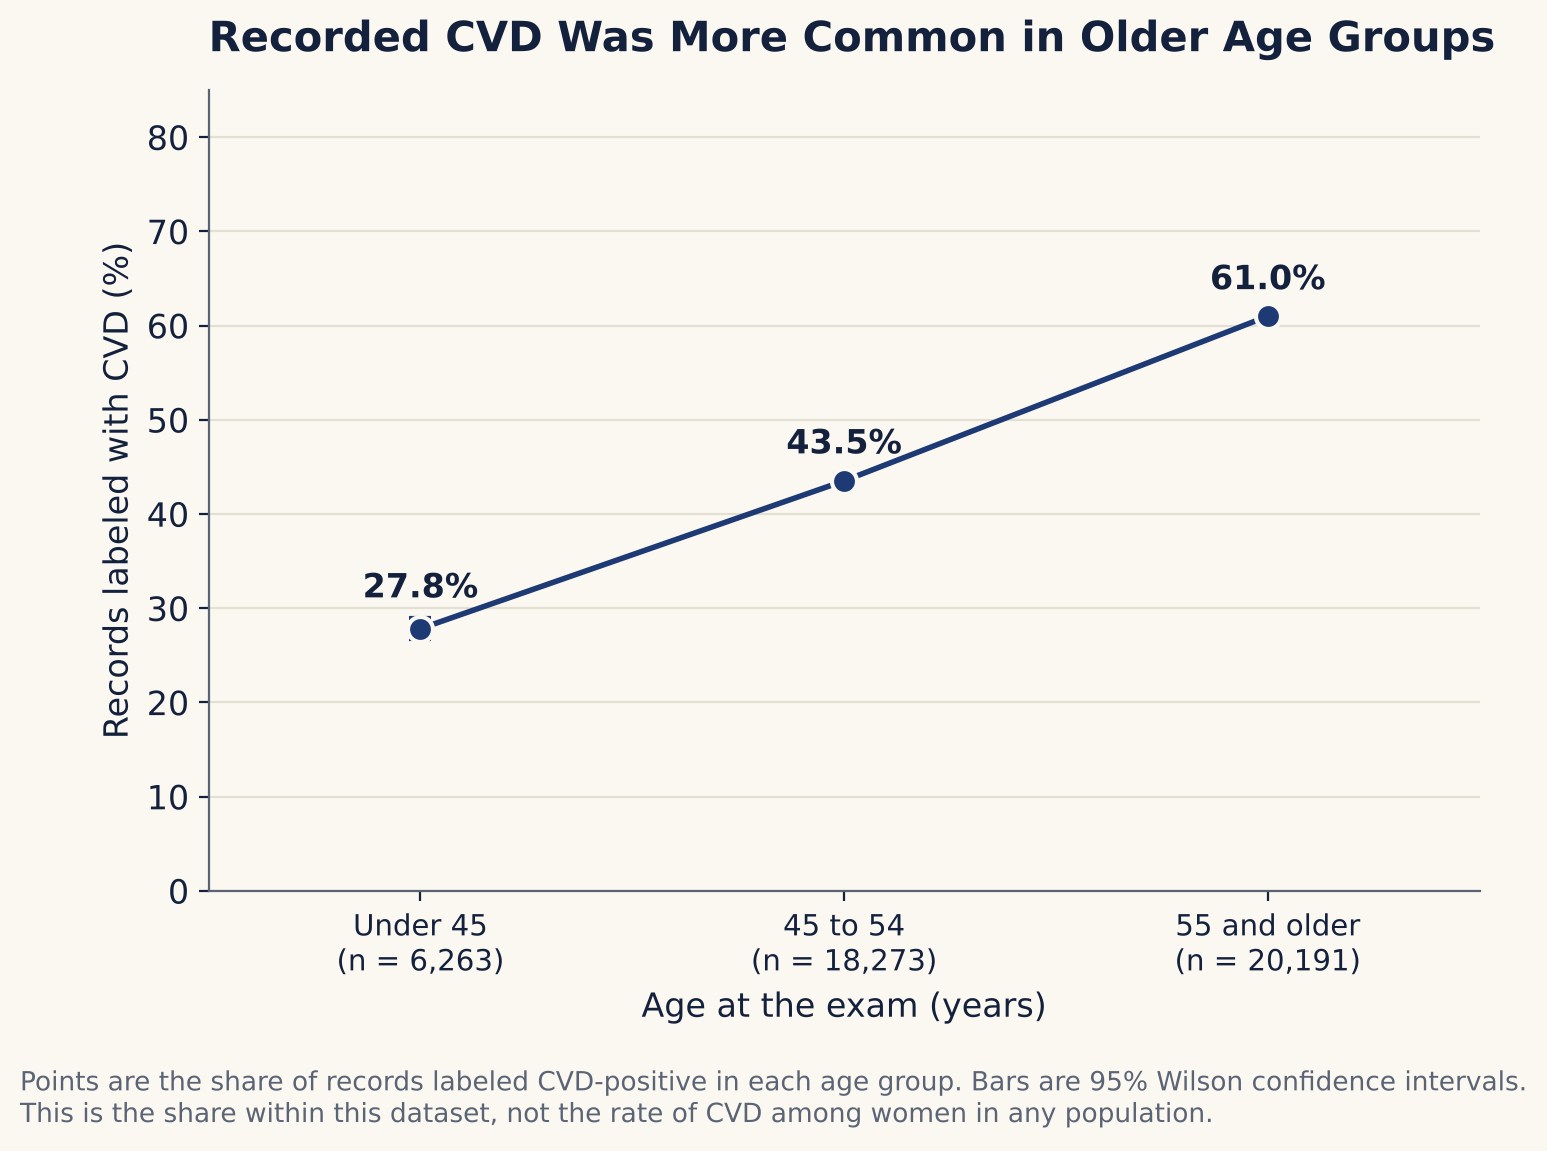 Recorded CVD Was More Common in Older Age Groups
Records labeled with CVD (%)
80
70
60
50
40
30
20
10
0
27.8%
43.5%
61.0%
Under 45
(n = 6,263)
45 to 54
(n = 18,273)
55 and older
(n = 20,191)
Age at the exam (years)
Points are the share of records labeled CVD-positive in each age group. Bars are 95% Wilson confidence intervals.
This is the share within this dataset, not the rate of CVD among women in any population.